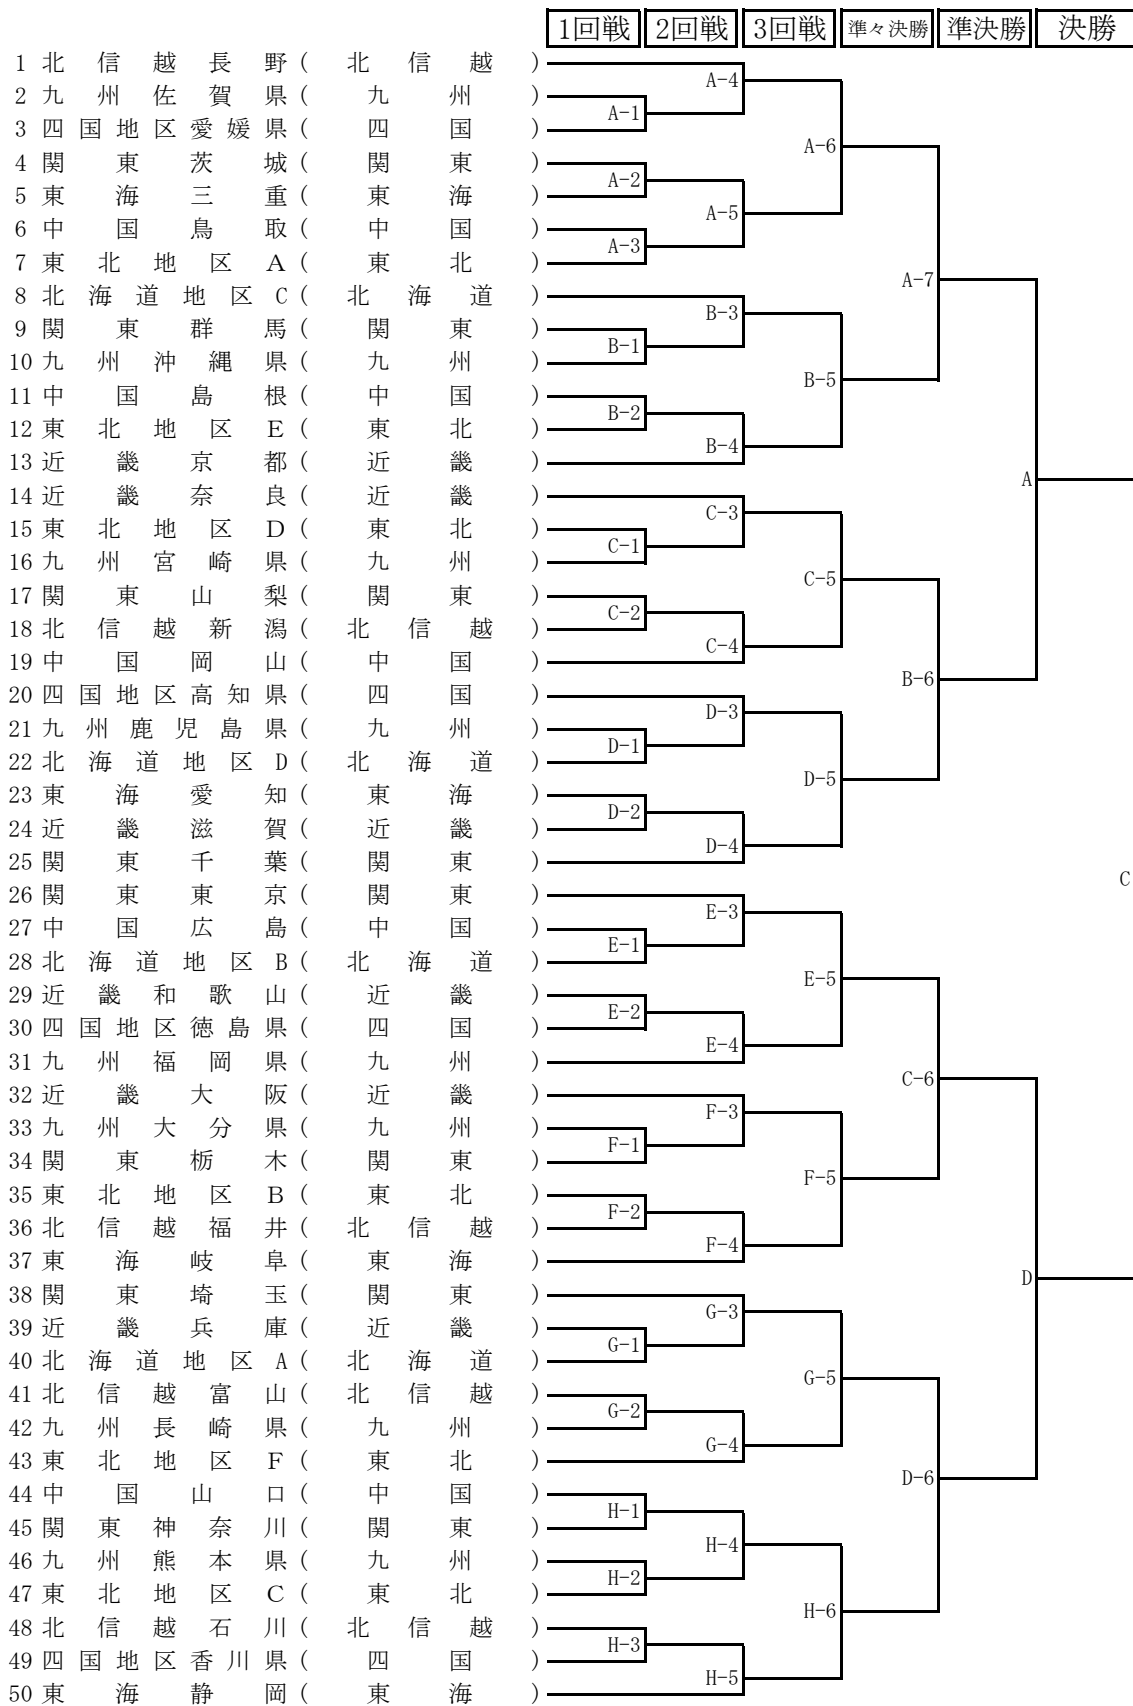 1回戦 2回戦 3回戦 準々決勝 準決勝 決勝
1 北信越長野(北信越)
A-4
2 九州佐賀県(九州)
A-1
3 四国地区愛媛県(四国)
A-6
4 関東茨城(関東)
A-2
5 東海三重(東海)
A-5
6 中国鳥取(中国)
A-3
7 東北地区A(東北)
A-7
8 北海道地区C(北海道)
B-3
9 関東群馬(関東)
B-1
10 九州沖縄県(九州)
B-5
11 中国島根(中国)
B-2
12 東北地区E(東北)
B-4
13 近畿京都(近畿)
A
14 近畿奈良(近畿)
C-3
15 東北地区D(東北)
C-1
16 九州宮崎県(九州)
C-5
17 関東山梨(関東)
C-2
18 北信越新潟(北信越)
C-4
19 中国岡山(中国)
B-6
20 四国地区高知県(四国)
D-3
21 九州鹿児島県(九州)
D-1
22 北海道地区D(北海道)
D-5
23 東海愛知(東海)
D-2
24 近畿滋賀(近畿)
D-4
25 関東千葉(関東)
C
26 関東東京(関東)
E-3
27 中国広島(中国)
E-1
28 北海道地区B(北海道)
E-5
29 近畿和歌山(近畿)
E-2
30 四国地区徳島県(四国)
E-4
31 九州福岡県(九州)
C-6
32 近畿大阪(近畿)
F-3
33 九州大分県(九州)
F-1
34 関東栃木(関東)
F-5
35 東北地区B(東北)
F-2
36 北信越福井(北信越)
F-4
37 東海岐阜(東海)
D
38 関東埼玉(関東)
G-3
39 近畿兵庫(近畿)
G-1
40 北海道地区A(北海道)
G-5
41 北信越富山(北信越)
G-2
42 九州長崎県(九州)
G-4
43 東北地区F(東北)
D-6
44 中国山口(中国)
H-1
45 関東神奈川(関東)
H-4
46 九州熊本県(九州)
H-2
47 東北地区C(東北)
H-6
48 北信越石川(北信越)
H-3
49 四国地区香川県(四国)
H-5
50 東海静岡(東海)